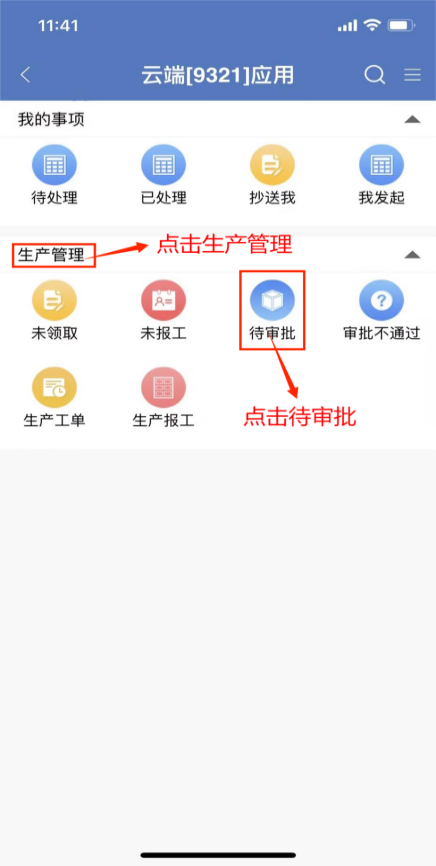 11:41
云端[9321]应用
我的事项
待处理 已处理 抄送我 我发起
生产管理 点击生产管理
未领取 未报工 待审批 审批不通过
点击待审批
生产工单 生产报工